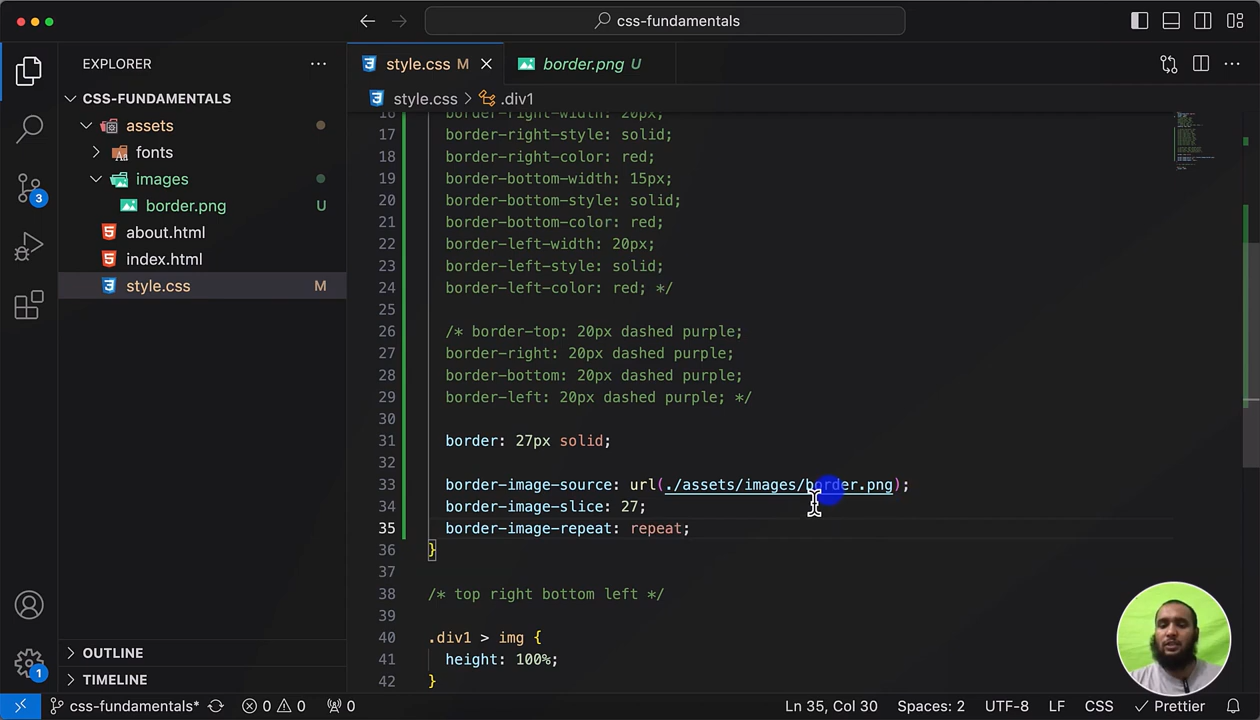 css-fundamentals
EXPLORER
style.css M
border.png U
CSS-FUNDAMENTALS
style.css > .div1
assets
fonts
images
border.png U
about.html
index.html
style.css M
16 border-right-width: 20px;
17 border-right-style: solid;
18 border-right-color: red;
19 border-bottom-width: 15px;
20 border-bottom-style: solid;
21 border-bottom-color: red;
22 border-left-width: 20px;
23 border-left-style: solid;
24 border-left-color: red; */
25
26 /* border-top: 20px dashed purple;
27 border-right: 20px dashed purple;
28 border-bottom: 20px dashed purple;
29 border-left: 20px dashed purple; */
30
31 border: 27px solid;
32
33 border-image-source: url(./assets/images/border.png);
34 border-image-slice: 27;
35 border-image-repeat: repeat;
36 }
37
38 /* top right bottom left */
39
40 .div1 > img {
41 height: 100%;
42 }
3
1
OUTLINE
TIMELINE
css-fundamentals* 0 0 0 Ln 35, Col 30 Spaces: 2 UTF-8 LF CSS Prettier